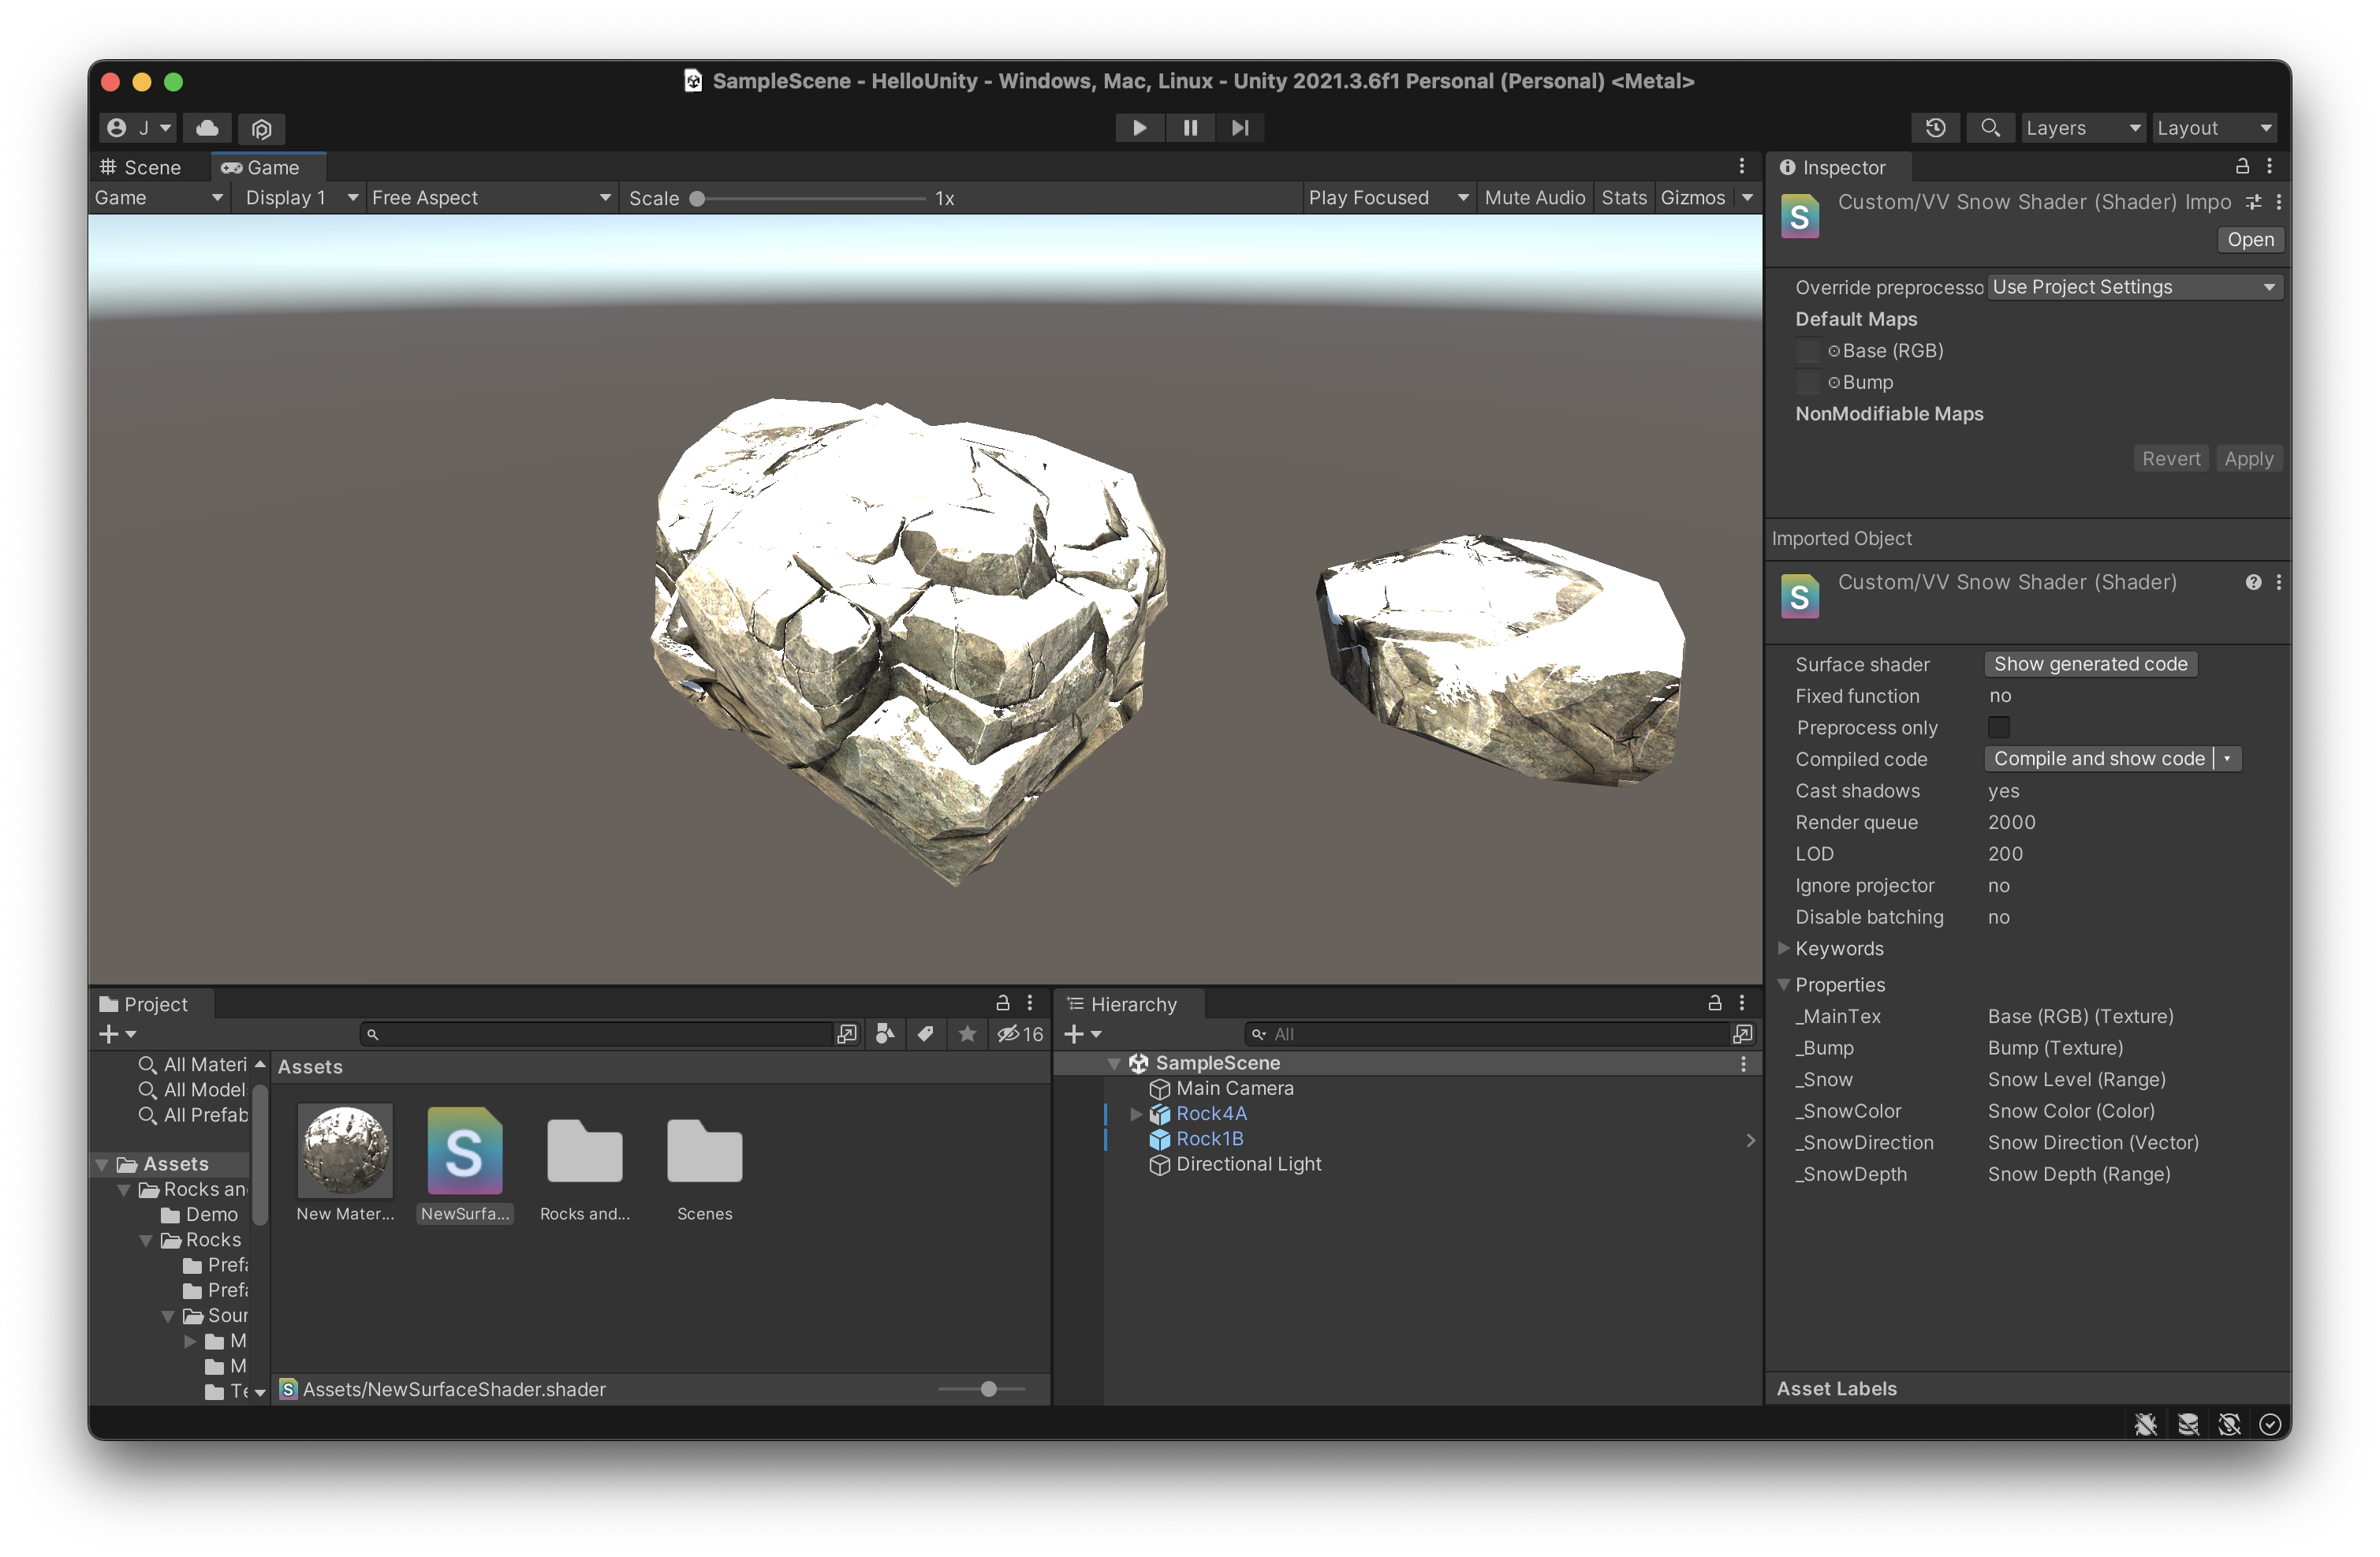 SampleScene - HelloUnity - Windows, Mac, Linux - Unity 2021.3.6f1 Personal (Personal) <Metal>
J
Layers
Layout
Scene
Game
Game
Display 1
Free Aspect
Scale
1x
Play Focused
Mute Audio
Stats
Gizmos
Inspector
S
Custom/VV Snow Shader (Shader) Impo
Open
Override preprocesso
Use Project Settings
Default Maps
Base (RGB)
Bump
NonModifiable Maps
Revert
Apply
Imported Object
S
Custom/VV Snow Shader (Shader)
Surface shader
Show generated code
Fixed function
no
Preprocess only
Compiled code
Compile and show code
Cast shadows
yes
Render queue
2000
LOD
200
Ignore projector
no
Disable batching
no
Keywords
Properties
_MainTex
Base (RGB) (Texture)
_Bump
Bump (Texture)
_Snow
Snow Level (Range)
_SnowColor
Snow Color (Color)
_SnowDirection
Snow Direction (Vector)
_SnowDepth
Snow Depth (Range)
Asset Labels
Project
16
All Materi
All Model
All Prefab
Assets
Rocks an
Demo
Rocks
Prefa
Prefa
Sour
M
M
Te
Assets
New Mater...
S
NewSurfa...
Rocks and...
Scenes
S
Assets/NewSurfaceShader.shader
Hierarchy
All
SampleScene
Main Camera
Rock4A
Rock1B
Directional Light